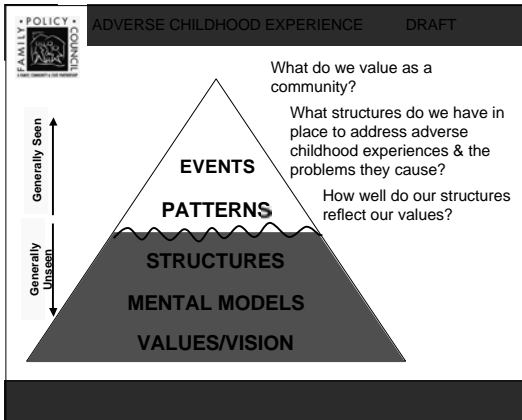 FAMILY POLICY COUNCIL
ADVERSE CHILDHOOD EXPERIENCE DRAFT
What do we value as a
community?
What structures do we have in
place to address adverse
childhood experiences & the
problems they cause?
How well do our structures
reflect our values?
Generally Seen
Generally
Unseen
EVENTS
PATTERNS
STRUCTURES
MENTAL MODELS
VALUES/VISION